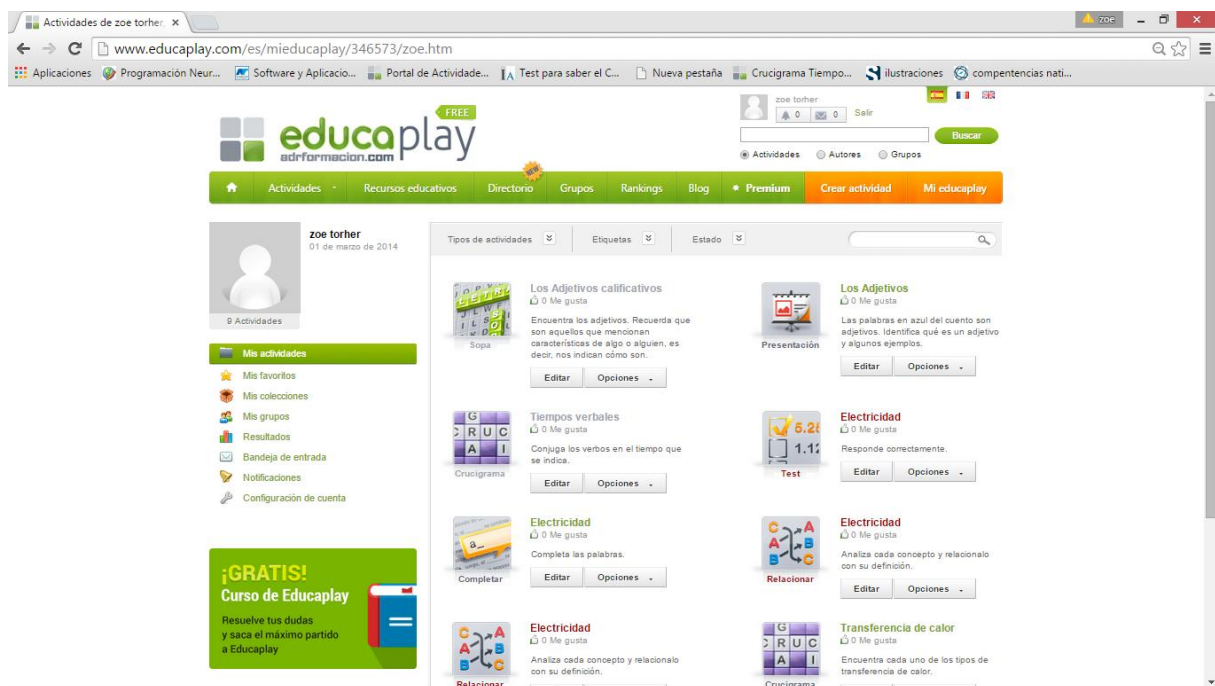 Actividades de zoe torher
zoe
www.educaplay.com/es/mieducaplay/346573/zoe.htm
Aplicaciones Programación Neur... Software y Aplicacio... Portal de Actividade... Test para saber el C... Nueva pestaña Crucigrama Tiempo... ilustraciones compentencias nati...
FREE
educaplay
adrformacion.com
zoe torher
0 0 Salir
Buscar
Actividades Autores Grupos
NEW
Actividades Recursos educativos Directorio Grupos Rankings Blog Premium Crear actividad Mi educaplay
zoe torher
01 de marzo de 2014
9 Actividades
Mis actividades
Mis favoritos
Mis colecciones
Mis grupos
Resultados
Bandeja de entrada
Notificaciones
Configuración de cuenta
¡GRATIS!
Curso de Educaplay
Resuelve tus dudas
y saca el máximo partido
a Educaplay
Tipos de actividades Etiquetas Estado
Sopa
Los Adjetivos calificativos
0 Me gusta
Encuentra los adjetivos. Recuerda que
son aquellos que mencionan
características de algo o alguien, es
decir, nos indican cómo son.
Editar Opciones
Presentación
Los Adjetivos
0 Me gusta
Las palabras en azul del cuento son
adjetivos. Identifica qué es un adjetivo
y algunos ejemplos.
Editar Opciones
G
C R U C
A I
Crucigrama
Tiempos verbales
0 Me gusta
Conjuga los verbos en el tiempo que
se indica.
Editar Opciones
5.25
1.12
Test
Electricidad
0 Me gusta
Responde correctamente.
Editar Opciones
a_
Completar
Electricidad
0 Me gusta
Completa las palabras.
Editar Opciones
C A
A B
B C
Relacionar
Electricidad
0 Me gusta
Analiza cada concepto y relacionalo
con su definición.
Editar Opciones
C A
A B
B C
Relacionar
Electricidad
0 Me gusta
Analiza cada concepto y relacionalo
con su definición.
G
C R U C
A I
Crucigrama
Transferencia de calor
0 Me gusta
Encuentra cada uno de los tipos de
transferencia de calor.